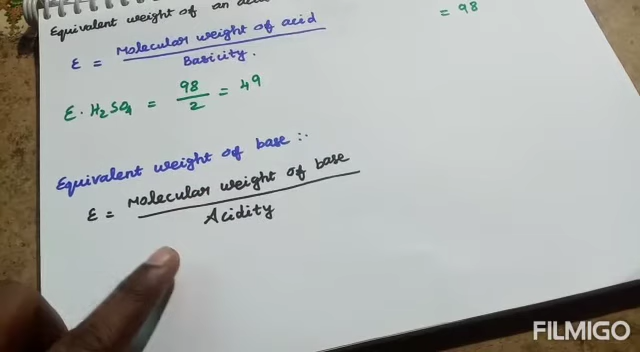 Equivalent weight of an acid
= 98
E = Molecular weight of acid
Basicity.
E. H₂SO₄ = 98/2 = 49
Equivalent weight of base :-
E = Molecular weight of base
Acidity
FILMIGO